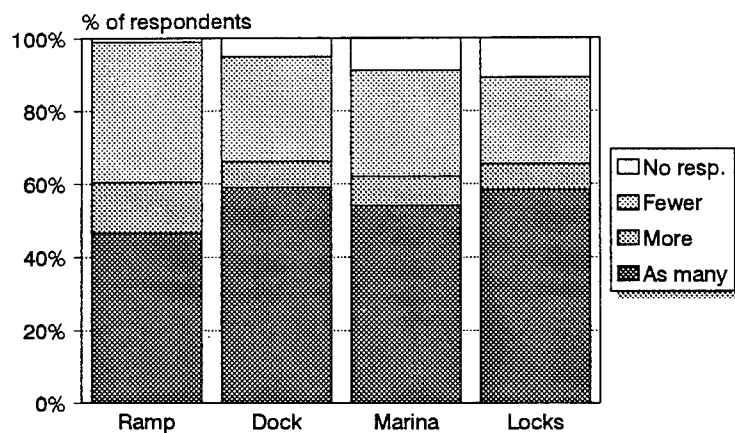 % of respondents
100%
80%
60%
40%
20%
0%
Ramp Dock Marina Locks
No resp.
Fewer
More
As many